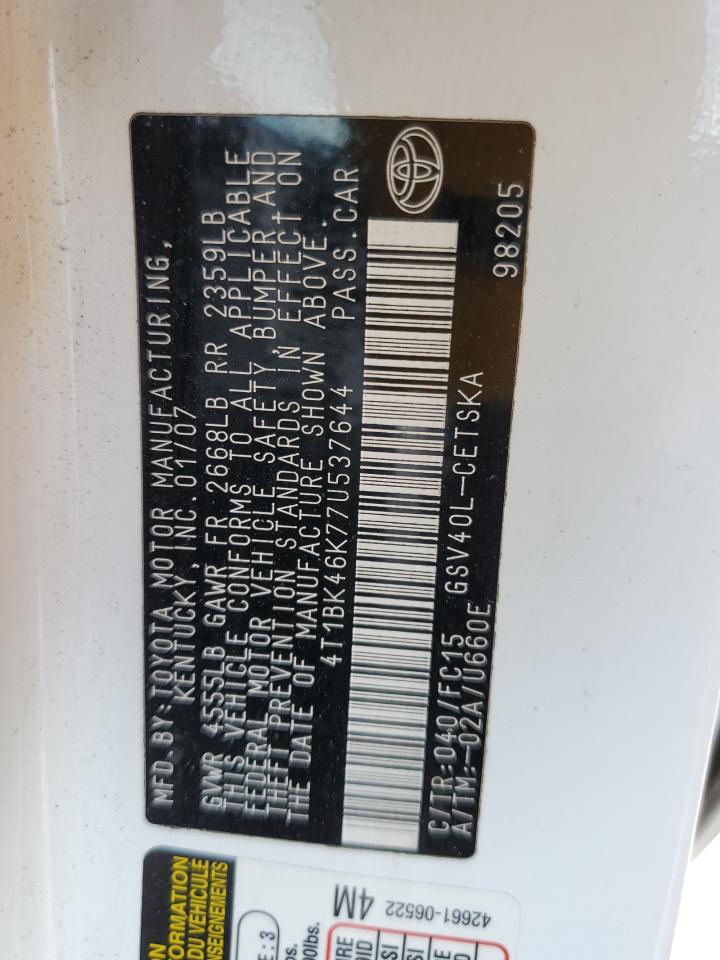 MFD. BY: TOYOTA MOTOR MANUFACTURING,
KENTUCKY, INC. 01/07
GVWR 4555LB GAWR FR 2668LB RR 2359LB
THIS VEHICLE CONFORMS TO ALL APPLICABLE
FEDERAL MOTOR VEHICLE SAFETY, BUMPER, AND
THEFT PREVENTION STANDARDS IN EFFECT ON
THE DATE OF MANUFACTURE SHOWN ABOVE.
4T1BK46K77U537644 PASS.CAR
C/TR: 040/FC15 GSV40L-CETSKA
A/TM: -02A/U660E 98205
DU VÉHICULE
4M
42661-06522